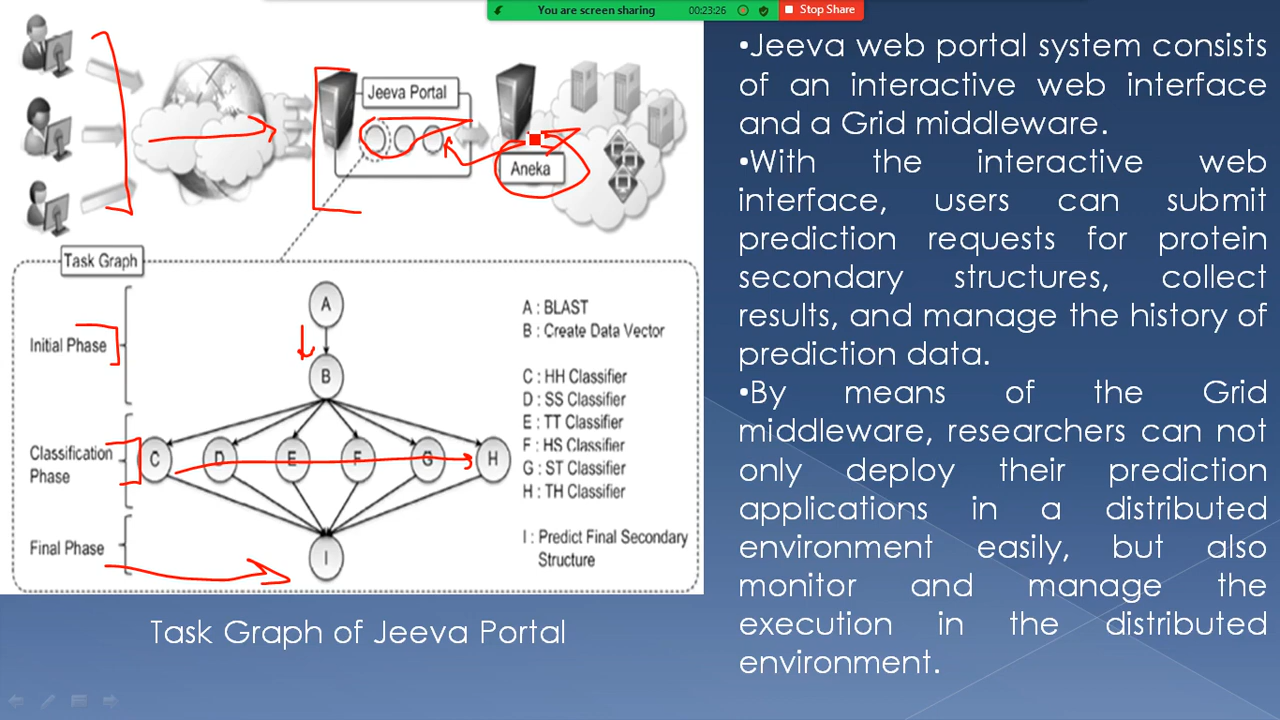 You are screen sharing
00:23:26
Stop Share
Jeeva Portal
Aneka
Task Graph
Initial Phase
Classification
Phase
Final Phase
A
B
C
D
E
F
G
H
I
A : BLAST
B : Create Data Vector
C : HH Classifier
D : SS Classifier
E : TT Classifier
F : HS Classifier
G : ST Classifier
H : TH Classifier
I : Predict Final Secondary
Structure
Task Graph of Jeeva Portal
•Jeeva web portal system consists
of an interactive web interface
and a Grid middleware.
•With the interactive web
interface, users can submit
prediction requests for protein
secondary structures, collect
results, and manage the history of
prediction data.
•By means of the Grid
middleware, researchers can not
only deploy their prediction
applications in a distributed
environment easily, but also
monitor and manage the
execution in the distributed
environment.